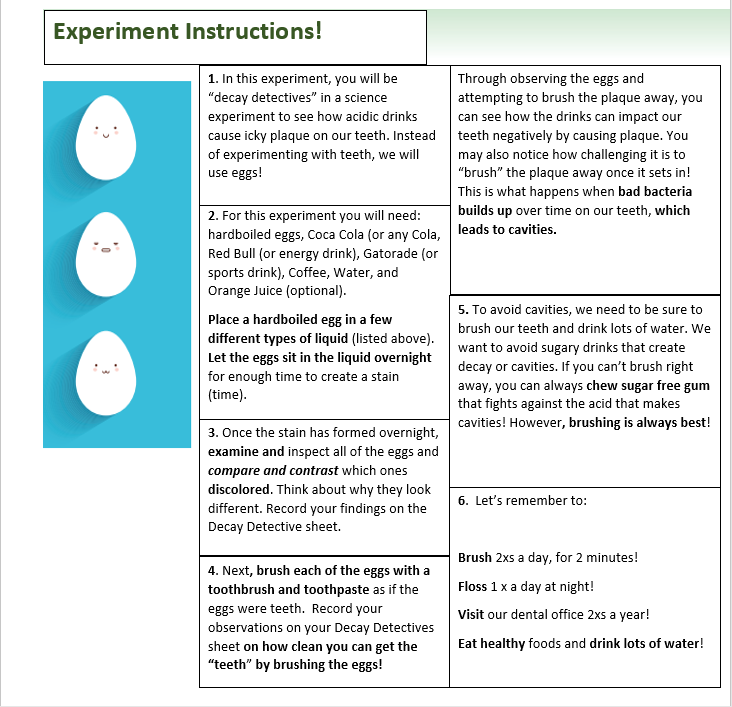 Experiment Instructions!
1. In this experiment, you will be
“decay detectives” in a science
experiment to see how acidic drinks
cause icky plaque on our teeth. Instead
of experimenting with teeth, we will
use eggs!
2. For this experiment you will need:
hardboiled eggs, Coca Cola (or any Cola,
Red Bull (or energy drink), Gatorade (or
sports drink), Coffee, Water, and
Orange Juice (optional).
Place a hardboiled egg in a few
different types of liquid (listed above).
Let the eggs sit in the liquid overnight
for enough time to create a stain
(time).
3. Once the stain has formed overnight,
examine and inspect all of the eggs and
compare and contrast which ones
discolored. Think about why they look
different. Record your findings on the
Decay Detective sheet.
4. Next, brush each of the eggs with a
toothbrush and toothpaste as if the
eggs were teeth.  Record your
observations on your Decay Detectives
sheet on how clean you can get the
“teeth” by brushing the eggs!
Through observing the eggs and
attempting to brush the plaque away, you
can see how the drinks can impact our
teeth negatively by causing plaque. You
may also notice how challenging it is to
“brush” the plaque away once it sets in!
This is what happens when bad bacteria
builds up over time on our teeth, which
leads to cavities.
5. To avoid cavities, we need to be sure to
brush our teeth and drink lots of water. We
want to avoid sugary drinks that create
decay or cavities. If you can’t brush right
away, you can always chew sugar free gum
that fights against the acid that makes
cavities! However, brushing is always best!
6.  Let’s remember to:
Brush 2xs a day, for 2 minutes!
Floss 1 x a day at night!
Visit our dental office 2xs a year!
Eat healthy foods and drink lots of water!